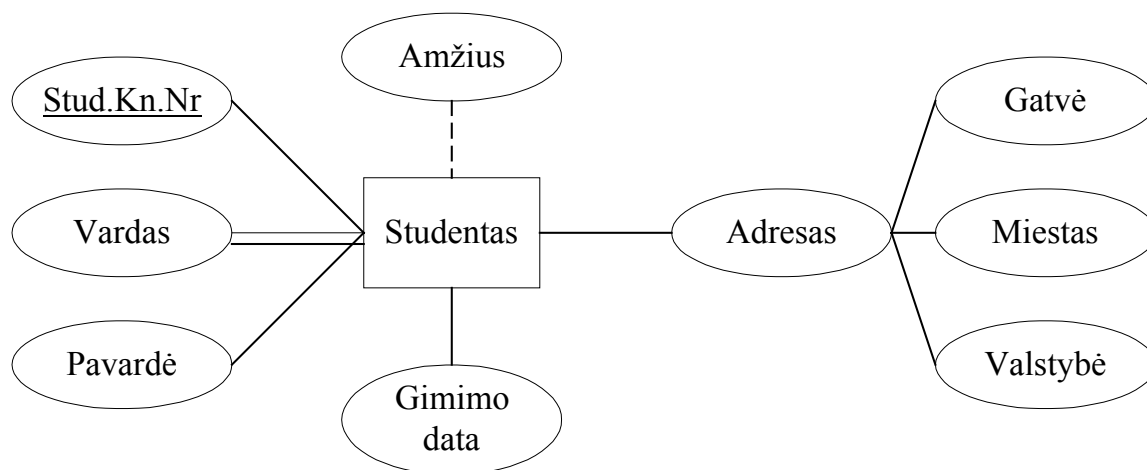 Amžius
Stud.Kn.Nr
Gatvė
Vardas
Studentas
Adresas
Miestas
Pavardė
Valstybė
Gimimo
data